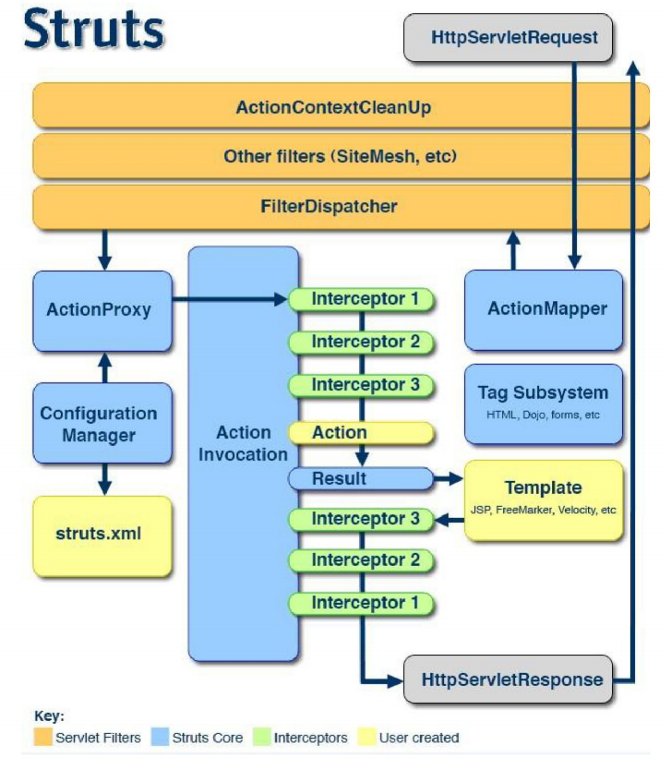 Struts
HttpServletRequest
ActionContextCleanUp
Other filters (SiteMesh, etc)
FilterDispatcher
ActionProxy
Interceptor 1
ActionMapper
Interceptor 2
Interceptor 3
Tag Subsystem
HTML, Dojo, forms, etc
Configuration
Manager
Action
Invocation
Action
Result
Template
JSP, FreeMarker, Velocity, etc
struts.xml
Interceptor 3
Interceptor 2
Interceptor 1
HttpServletResponse
Key:
Servlet Filters Struts Core Interceptors User created